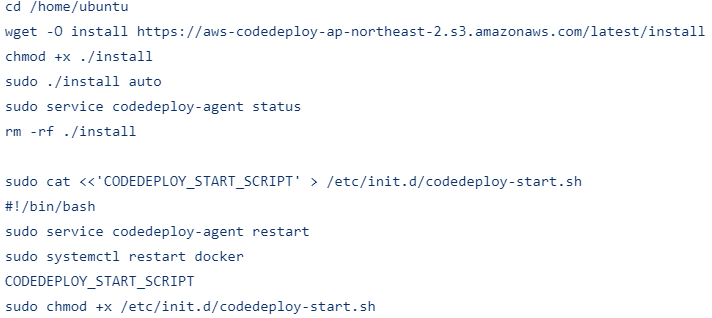 cd /home/ubuntu
wget -O install https://aws-codedeploy-ap-northeast-2.s3.amazonaws.com/latest/install
chmod +x ./install
sudo ./install auto
sudo service codedeploy-agent status
rm -rf ./install

sudo cat <<'CODEDEPLOY_START_SCRIPT' > /etc/init.d/codedeploy-start.sh
#!/bin/bash
sudo service codedeploy-agent restart
sudo systemctl restart docker
CODEDEPLOY_START_SCRIPT
sudo chmod +x /etc/init.d/codedeploy-start.sh